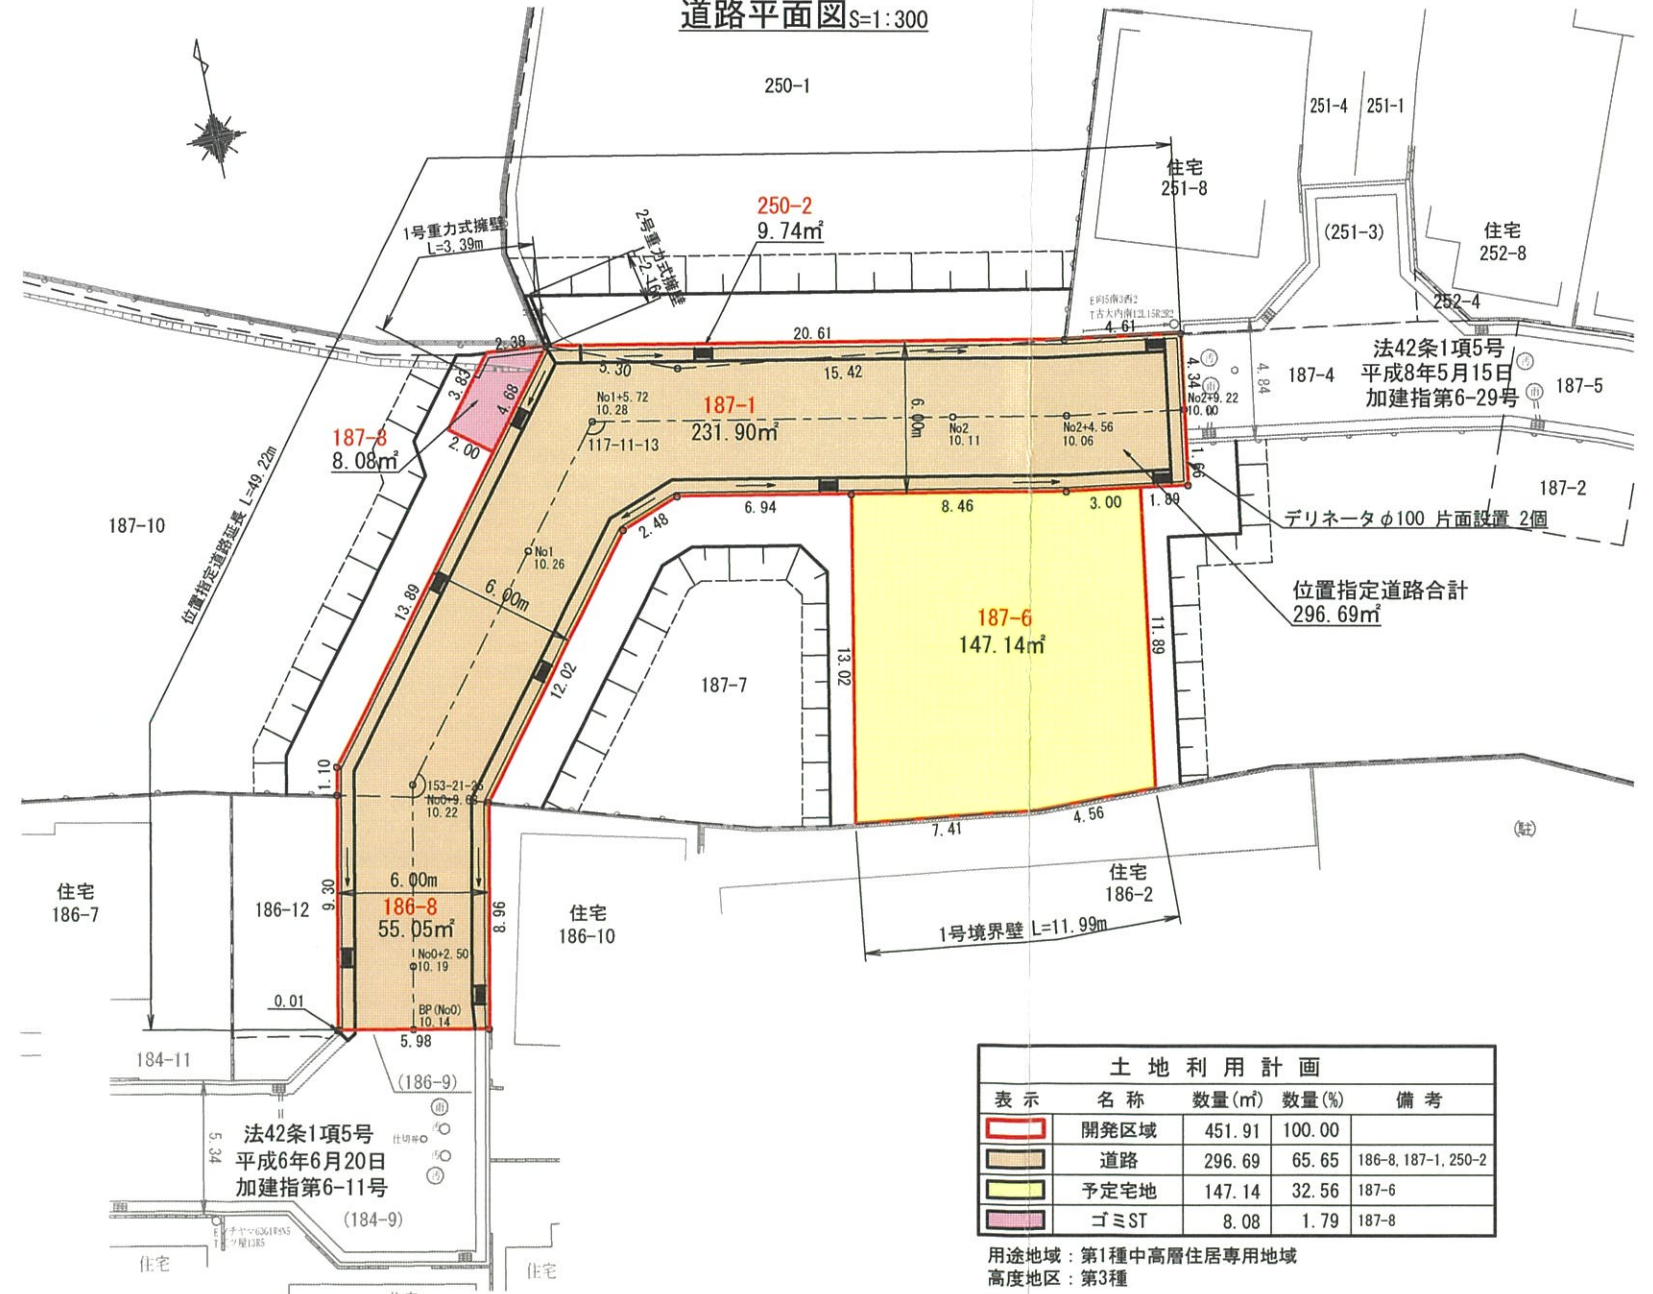 道路平面図S=1:300
250-1
251-4
251-1
住宅
251-8
250-2
9.74㎡
1号重力式擁壁
L=3.39m
2号重力式擁壁
L=2.16m
(251-3)
住宅
252-8
252-4
20.61
4.61
2.38
5.30
15.42
3.83
4.68
2.00
No1+5.72
10.28
187-1
231.90㎡
117-11-13
6.00m
No2
10.11
No2+4.56
10.06
4.34
No2+9.22
10.00
4.84
187-4
法42条1項5号
平成8年5月15日
加建指第6-29号
187-5
187-8
8.08㎡
1.66
187-2
6.94
8.46
3.00
1.89
2.48
デリネータφ100 片面設置 2個
187-10
位置指定道路延長 L=49.22m
No1
10.26
6.00m
13.89
12.02
位置指定道路合計
296.69㎡
187-6
147.14㎡
13.02
11.89
187-7
1.10
10.22
7.41
4.56
(駐)
住宅
186-7
186-12
9.30
6.00m
186-8
55.05㎡
8.96
住宅
186-10
住宅
186-2
1号境界壁 L=11.99m
No0+2.50
10.19
BP(No0)
10.14
0.01
5.98
184-11
(186-9)
5.34
法42条1項5号
平成6年6月20日
加建指第6-11号
(184-9)
住宅
住宅
土地利用計画
表示 名称 数量(㎡) 数量(%) 備考
開発区域 451.91 100.00
道路 296.69 65.65 186-8,187-1,250-2
予定宅地 147.14 32.56 187-6
ゴミST 8.08 1.79 187-8
用途地域：第1種中高層住居専用地域
高度地区：第3種